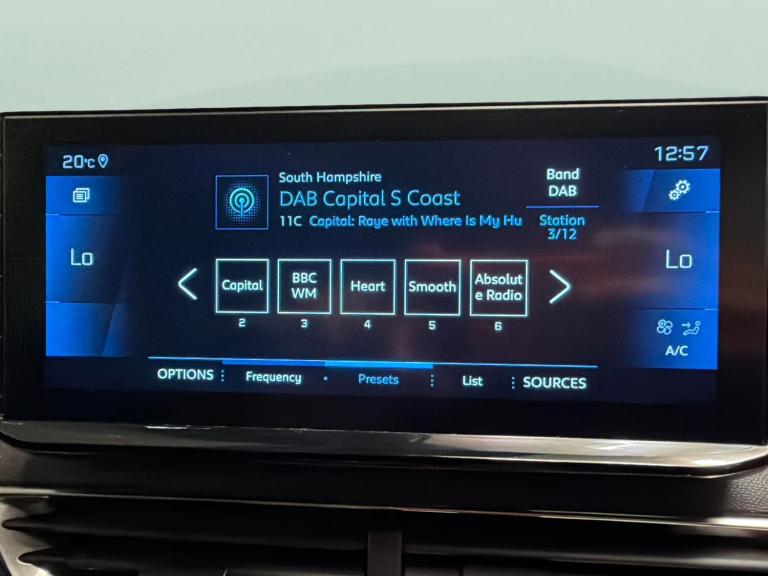 20°C
12:57
South Hampshire
DAB Capital S Coast
11C Capital: Raye with Where Is My Hu
Band
DAB
Station
3/12
Lo
Lo
Capital
BBC
WM
Heart
Smooth
Absolut
e Radio
2 3 4 5 6
A/C
OPTIONS Frequency Presets List SOURCES